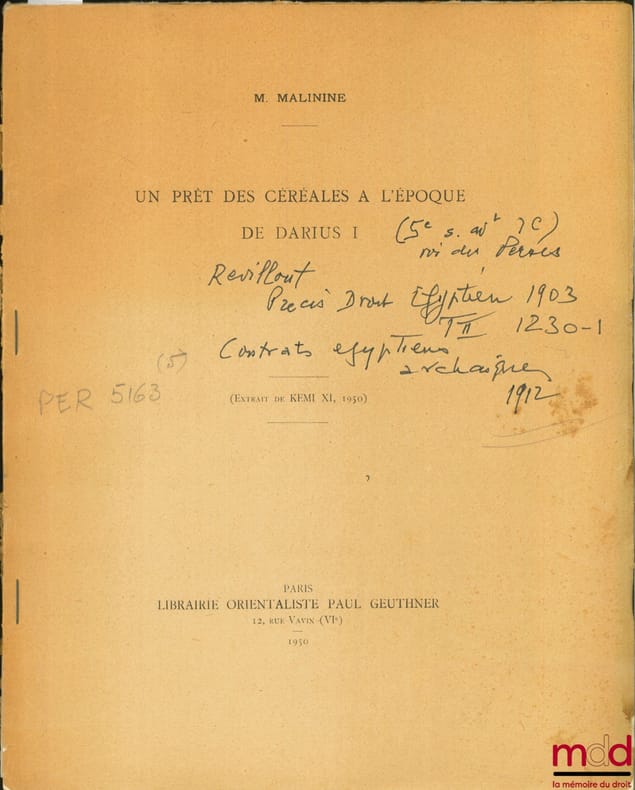 M. MALININE
UN PRÊT DES CÉRÉALES A L'ÉPOQUE
DE DARIUS I
(5e s. avt JC)
roi des Perses
Revillout
Precis Droit Egyptien 1903
T II 1230-1
Contrats egyptiens
archaiques
1912
(5)
PER 5163
(EXTRAIT DE KEMI XI, 1950)
PARIS
LIBRAIRIE ORIENTALISTE PAUL GEUTHNER
12, RUE VAVIN (VIe)
1950
mdd
la mémoire du droit